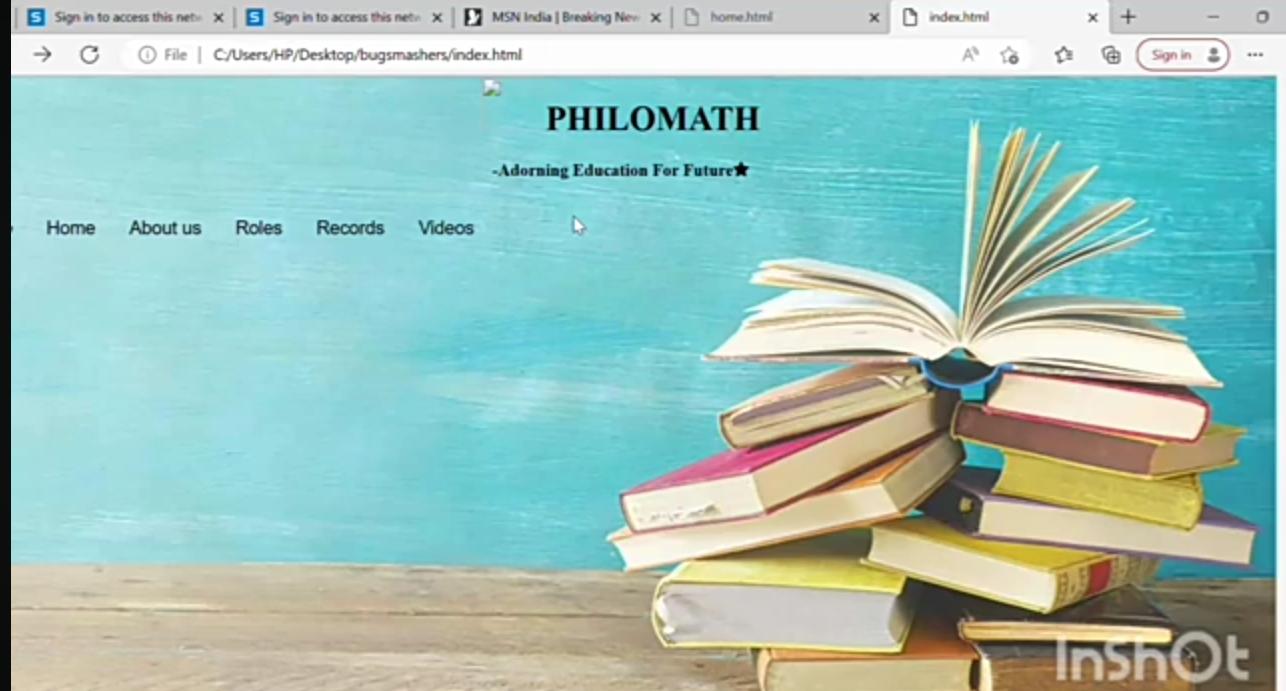 Sign in to access this netw
Sign in to access this netw
MSN India | Breaking New
home.html
index.html
File
C:/Users/HP/Desktop/bugsmashers/index.html
Sign in
PHILOMATH
-Adorning Education For Future★
Home About us Roles Records Videos
InShOt